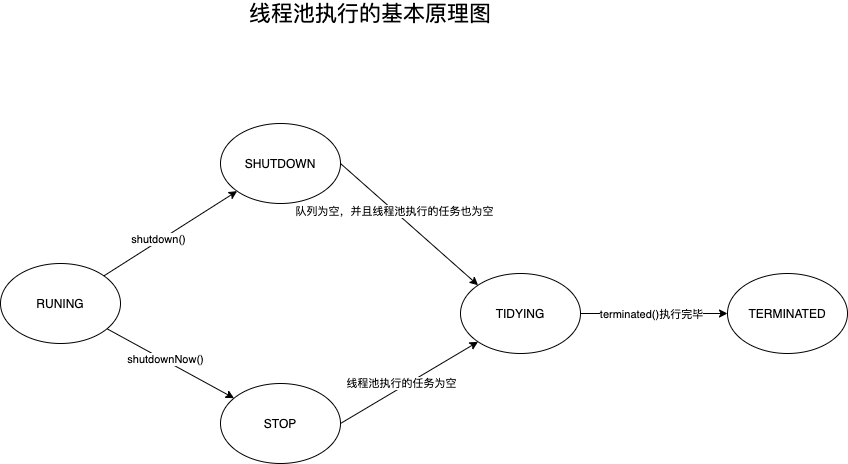 线程池执行的基本原理图
SHUTDOWN
队列为空，并且线程池执行的任务也为空
shutdown()
RUNING
TIDYING
terminated()执行完毕
TERMINATED
shutdownNow()
线程池执行的任务为空
STOP